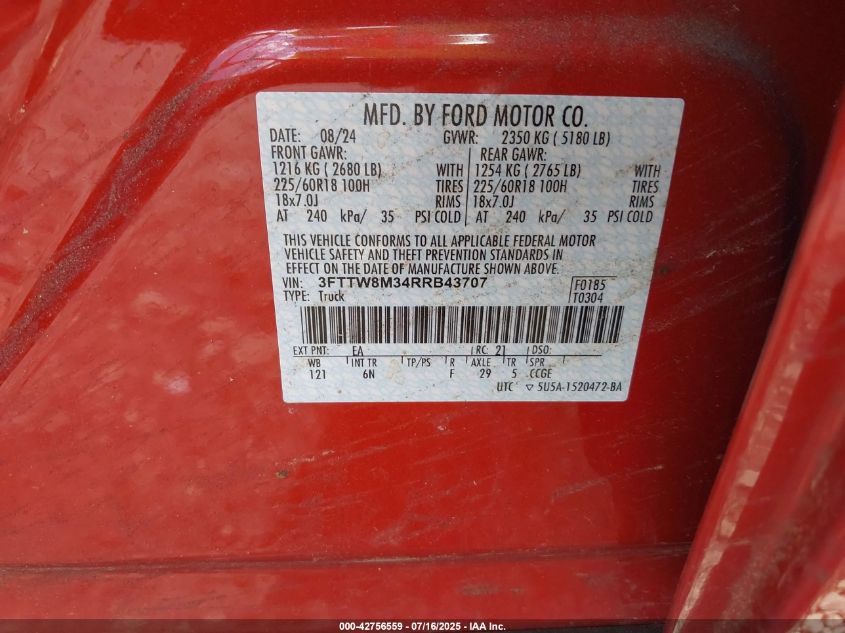 MFD. BY FORD MOTOR CO.
DATE: 08/24 GVWR: 2350 KG ( 5180 LB)
FRONT GAWR: REAR GAWR:
1216 KG ( 2680 LB) WITH 1254 KG ( 2765 LB) WITH
225/60R18 100H TIRES 225/60R18 100H TIRES
18x7.0J RIMS 18x7.0J RIMS
AT 240 kPa/ 35 PSI COLD AT 240 kPa/ 35 PSI COLD
THIS VEHICLE CONFORMS TO ALL APPLICABLE FEDERAL MOTOR
VEHICLE SAFETY AND THEFT PREVENTION STANDARDS IN
EFFECT ON THE DATE OF MANUFACTURE SHOWN ABOVE.
VIN: 3FTTW8M34RRB43707 F0185
TYPE: Truck T0304
EXT PNT: EA RC: 21 DSO:
WB INT TR TP/PS R AXLE TR SPR
121 6N F 29 5 CCGE
UTC ▽ 5U5A-1520472-BA
000-42756559 - 07/16/2025 - IAA Inc.